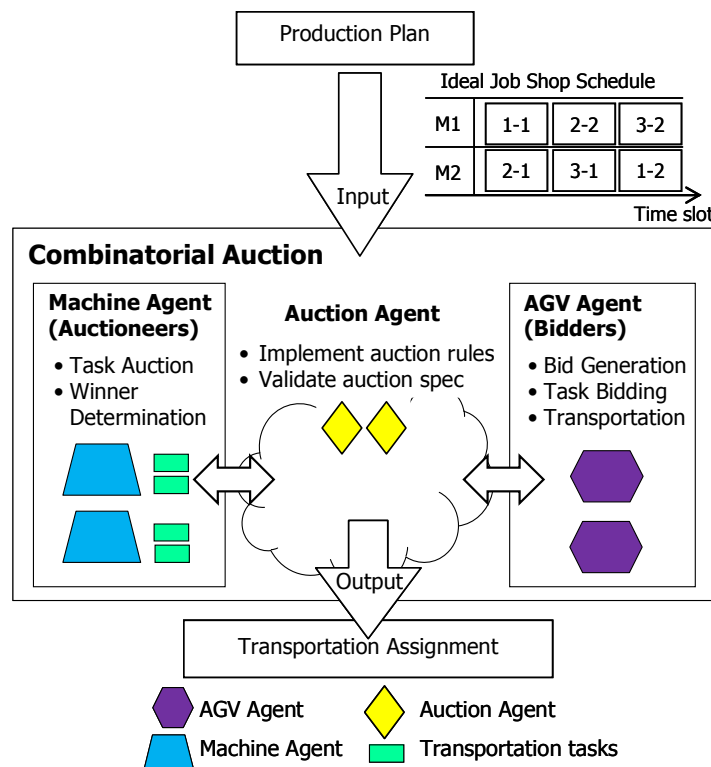 Production Plan
Ideal Job Shop Schedule
M1 1-1 2-2 3-2
M2 2-1 3-1 1-2
Time slot
Input
Combinatorial Auction
Machine Agent
(Auctioneers)
• Task Auction
• Winner
Determination
Auction Agent
• Implement auction rules
• Validate auction spec
AGV Agent
(Bidders)
• Bid Generation
• Task Bidding
• Transportation
Output
Transportation Assignment
AGV Agent
Auction Agent
Machine Agent
Transportation tasks